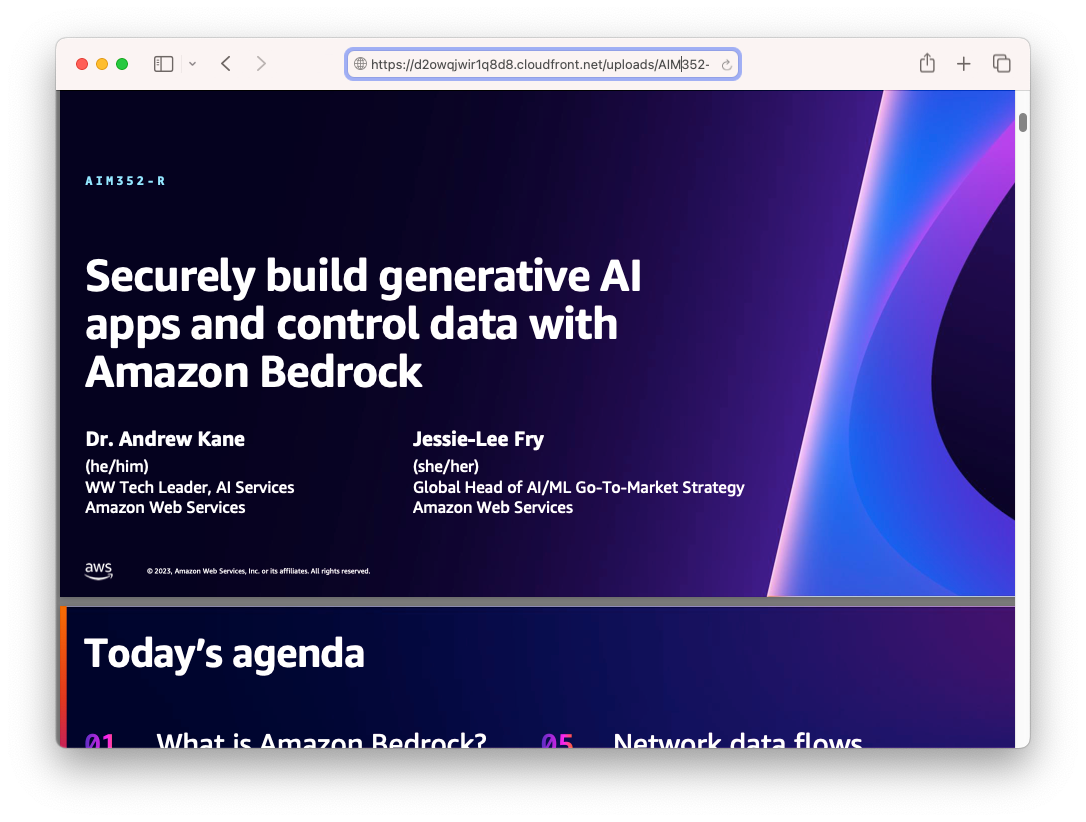 https://d2owqjwir1q8d8.cloudfront.net/uploads/AIM352-
AIM352-R
Securely build generative AI
apps and control data with
Amazon Bedrock
Dr. Andrew Kane
(he/him)
WW Tech Leader, AI Services
Amazon Web Services
Jessie-Lee Fry
(she/her)
Global Head of AI/ML Go-To-Market Strategy
Amazon Web Services
aws
© 2023, Amazon Web Services, Inc. or its affiliates. All rights reserved.
Today’s agenda
01 What is Amazon Bedrock?
05 Network data flows